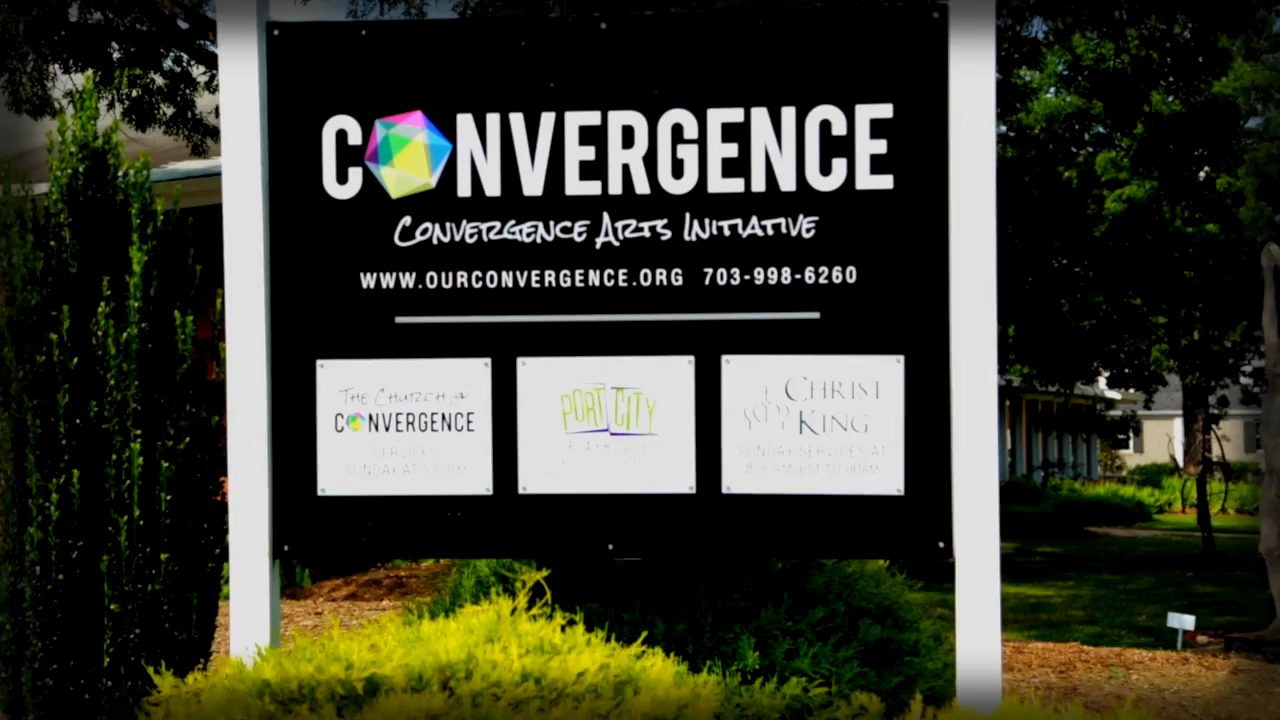 CONVERGENCE
CONVERGENCE ARTS INITIATIVE
WWW.OURCONVERGENCE.ORG 703-998-6260
THE CHURCH @
CONVERGENCE
SERVICES
SUNDAY AT 5:00PM
PORT CITY
CHRIST
KING
SUNDAY SERVICES AT